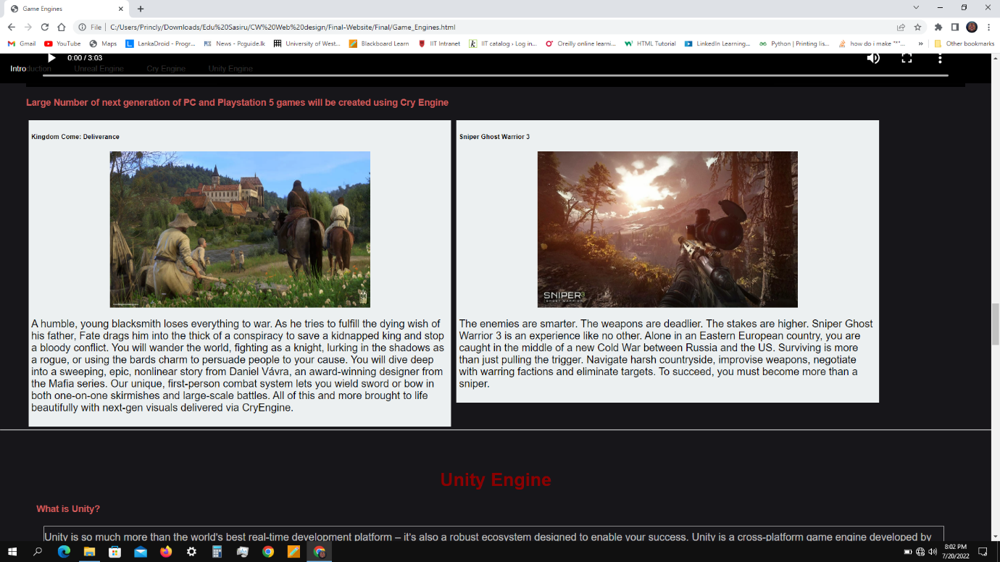 Game Engines
File | C:/Users/Princly/Downloads/Edu%20Sasiru/CW%20Web%20design/Final-Website/Final/Game_Engines.html
Gmail YouTube Maps LankaDroid - Progr... News - Pcguide.lk University of West... Blackboard Learn IIT Intranet IIT catalog › Log in... Oreilly online learni... HTML Tutorial LinkedIn Learning... Python | Printing lis... how do i make "*"... » Other bookmarks
0:00 / 3:03
Introduction Unreal Engine Cry Engine Unity Engine
Large Number of next generation of PC and Playstation 5 games will be created using Cry Engine
Kingdom Come: Deliverance
A humble, young blacksmith loses everything to war. As he tries to fulfill the dying wish of
his father, Fate drags him into the thick of a conspiracy to save a kidnapped king and stop
a bloody conflict. You will wander the world, fighting as a knight, lurking in the shadows as
a rogue, or using the bards charm to persuade people to your cause. You will dive deep
into a sweeping, epic, nonlinear story from Daniel Vávra, an award-winning designer from
the Mafia series. Our unique, first-person combat system lets you wield sword or bow in
both one-on-one skirmishes and large-scale battles. All of this and more brought to life
beautifully with next-gen visuals delivered via CryEngine.
Sniper Ghost Warrior 3
SNIPER 3
GHOST WARRIOR
The enemies are smarter. The weapons are deadlier. The stakes are higher. Sniper Ghost
Warrior 3 is an experience like no other. Alone in an Eastern European country, you are
caught in the middle of a new Cold War between Russia and the US. Surviving is more
than just pulling the trigger. Navigate harsh countryside, improvise weapons, negotiate
with warring factions and eliminate targets. To succeed, you must become more than a
sniper.
Unity Engine
What is Unity?
Unity is so much more than the world's best real-time development platform – it's also a robust ecosystem designed to enable your success. Unity is a cross-platform game engine developed by
8:02 PM
7/20/2022